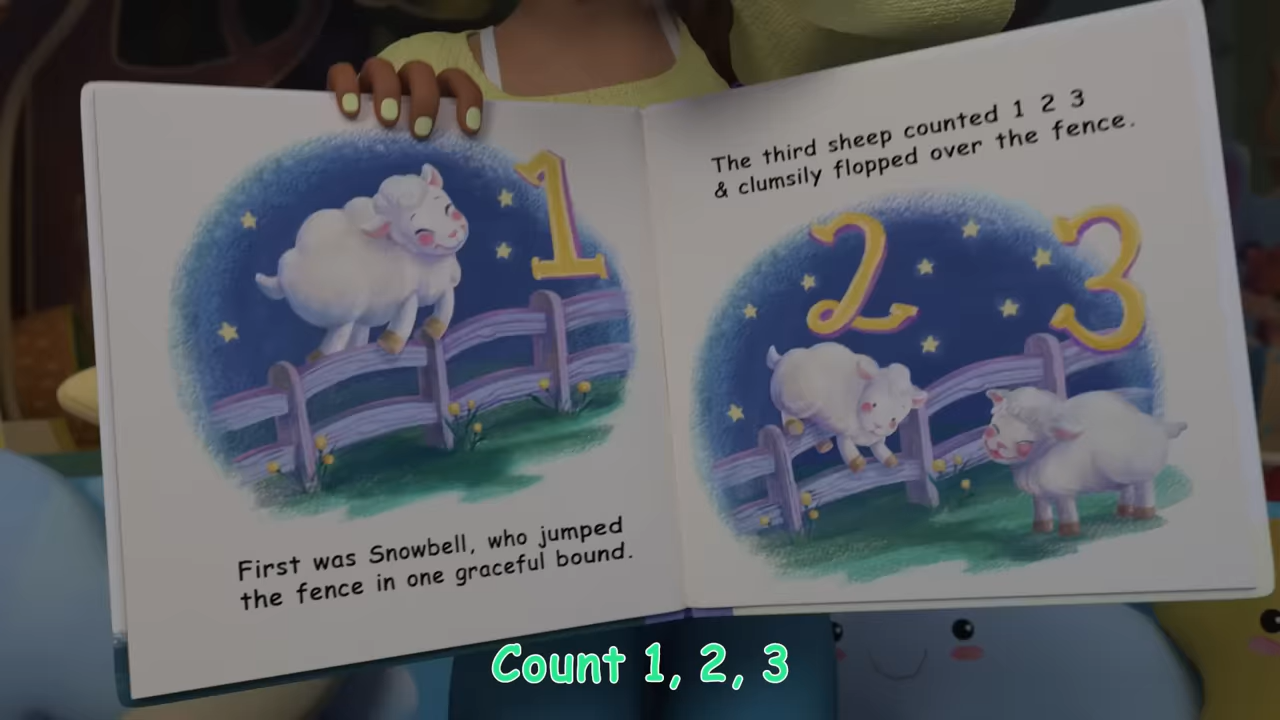 1
First was Snowbell, who jumped
the fence in one graceful bound.
The third sheep counted 1 2 3
& clumsily flopped over the fence.
2 3
Count 1, 2, 3